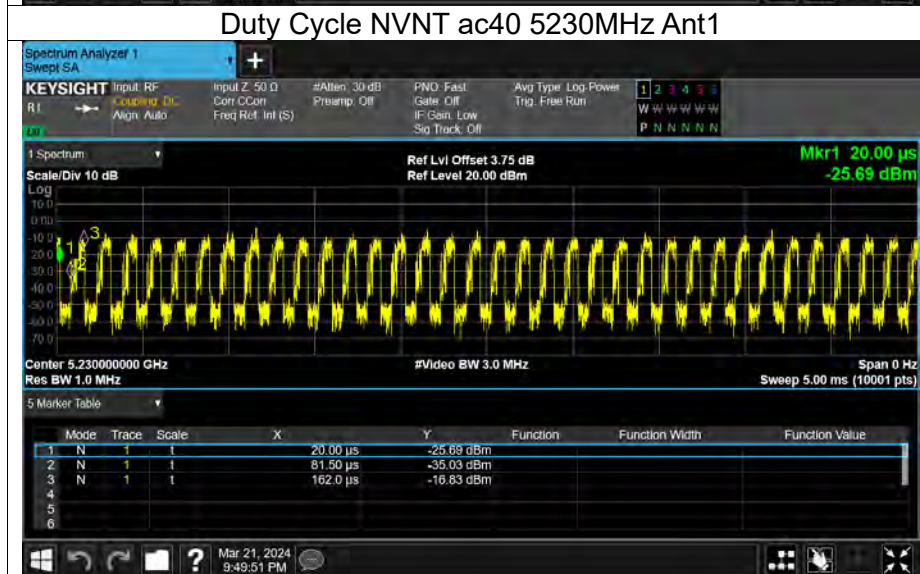 Duty Cycle NVNT ac40 5230MHz Ant1
Spectrum Analyzer 1
Swept SA
+
KEYSIGHT Input: RF Input Z: 50 Ω #Atten: 30 dB PNO: Fast Avg Type: Log-Power 1 2 3 4 5 6
Coupling: DC Corr CCorr Preamp: Off Gate: Off Trig: Free Run W W W W W W
Align: Auto Freq Ref: Int (S) IF Gain: Low
Sig Track: Off P N N N N N
1 Spectrum Ref Lvl Offset 3.75 dB Mkr1 20.00 µs
Scale/Div 10 dB Ref Level 20.00 dBm -25.69 dBm
Log
10.0
0.00
-10.0
-20.0
-30.0
-40.0
-50.0
-60.0
-70.0
1
2
3
Center 5.230000000 GHz #Video BW 3.0 MHz Span 0 Hz
Res BW 1.0 MHz Sweep 5.00 ms (10001 pts)
5 Marker Table
Mode Trace Scale X Y Function Function Width Function Value
1 N 1 t 20.00 µs -25.69 dBm
2 N 1 t 81.50 µs -35.03 dBm
3 N 1 t 162.0 µs -16.83 dBm
4
5
6
? Mar 21, 2024
9:49:51 PM